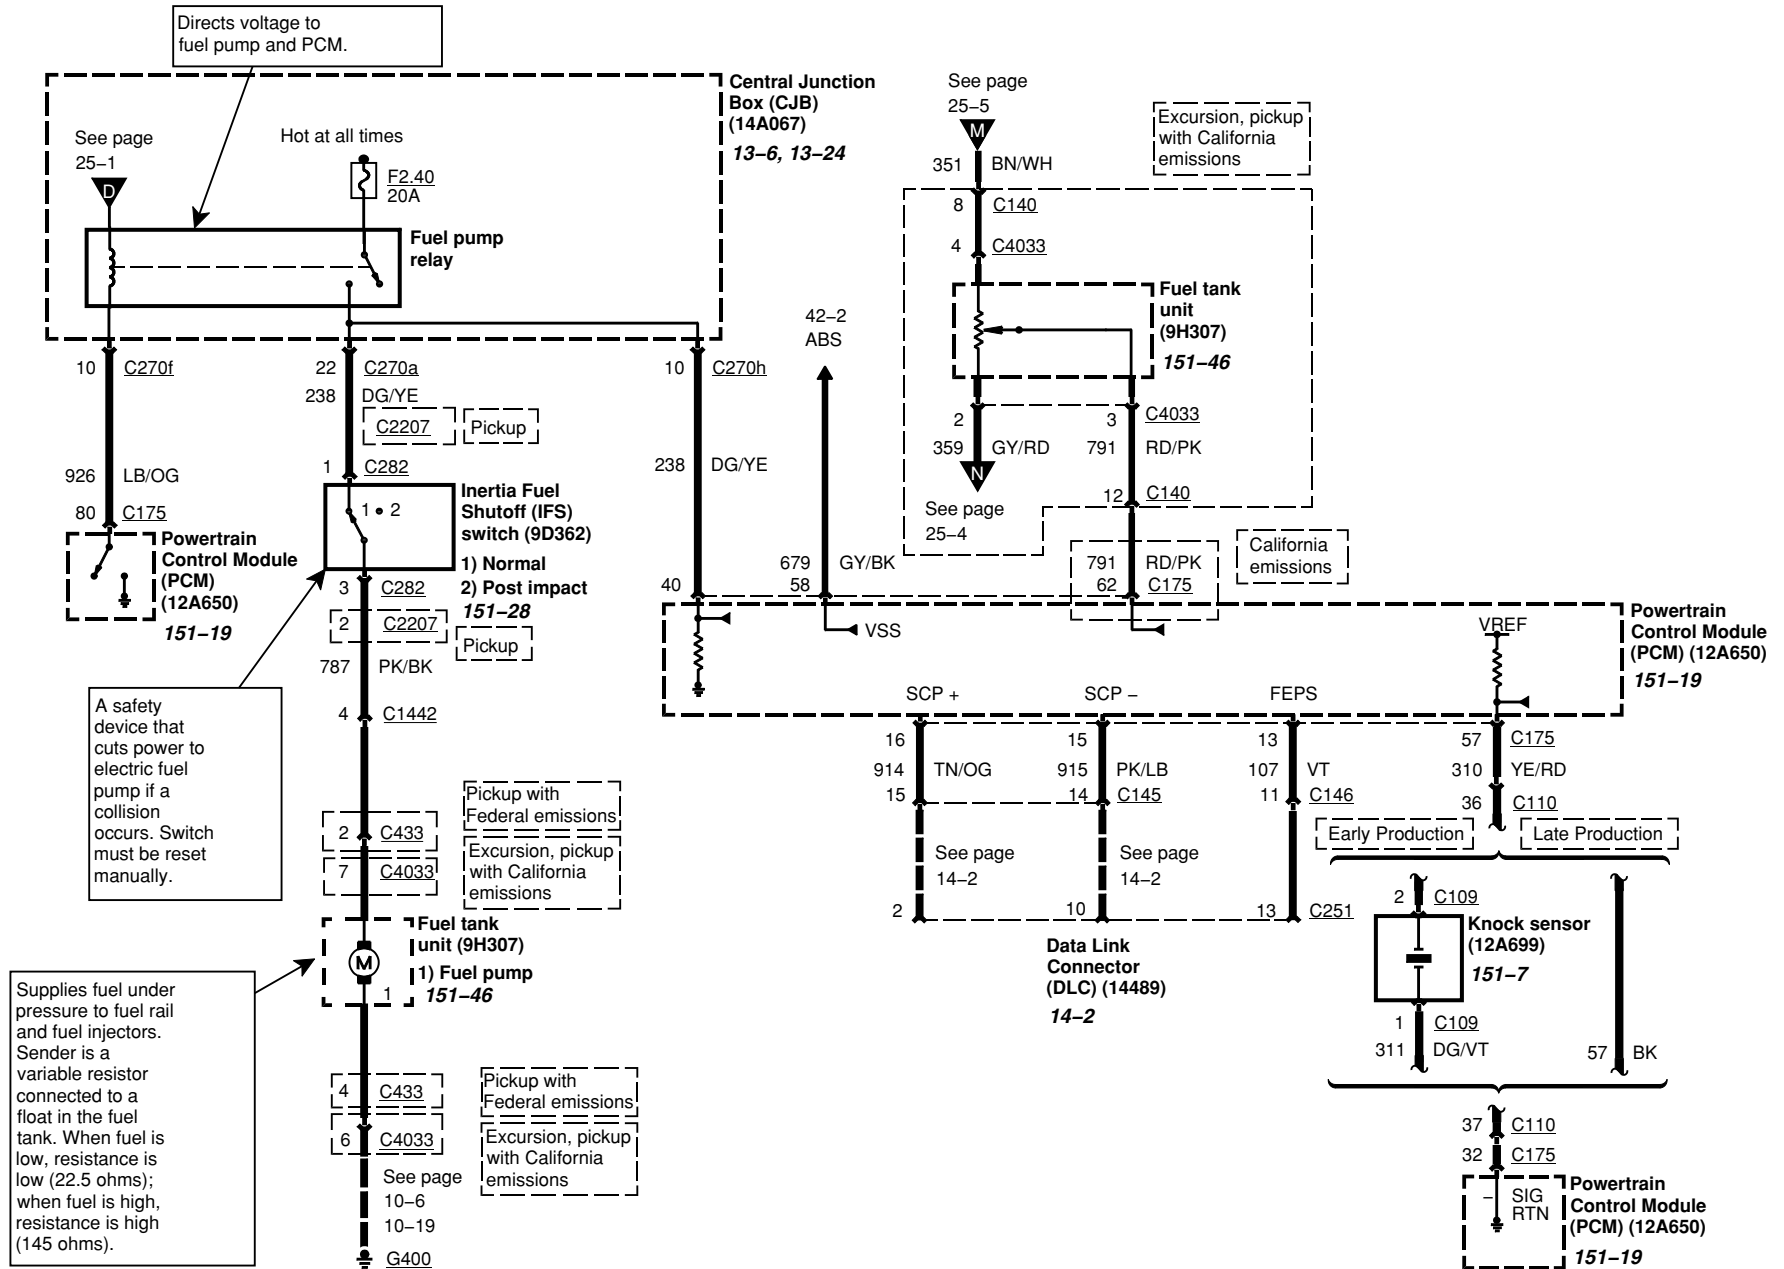 Directs voltage to
fuel pump and PCM.
Central Junction
Box (CJB)
(14A067)
13–6, 13–24
See page
25–1
D
Hot at all times
F2.40
20A
Fuel pump
relay
10 C270f
22 C270a
10 C270h
238 DG/YE
C2207 Pickup
926 LB/OG
1 C282
80 C175
Powertrain
Control Module
(PCM)
(12A650)
151–19
1 2
Inertia Fuel
Shutoff (IFS)
switch (9D362)
1) Normal
2) Post impact
151–28
3 C282
2 C2207
Pickup
787 PK/BK
4 C1442
A safety
device that
cuts power to
electric fuel
pump if a
collision
occurs. Switch
must be reset
manually.
Pickup with
Federal emissions
2 C433
Excursion, pickup
with California
emissions
7 C4033
Fuel tank
unit (9H307)
1) Fuel pump
151–46
M
1
Supplies fuel under
pressure to fuel rail
and fuel injectors.
Sender is a
variable resistor
connected to a
float in the fuel
tank. When fuel is
low, resistance is
low (22.5 ohms);
when fuel is high,
resistance is high
(145 ohms).
4 C433
Pickup with
Federal emissions
6 C4033
Excursion, pickup
with California
emissions
See page
10–6
10–19
G400
238 DG/YE
40
42–2
ABS
679 GY/BK
58
See page
25–5
M
351 BN/WH
Excursion, pickup
with California
emissions
8 C140
4 C4033
Fuel tank
unit
(9H307)
151–46
2
3 C4033
359 GY/RD
791 RD/PK
N
See page
25–4
12 C140
California
emissions
791 RD/PK
62 C175
VSS
VREF
Powertrain
Control Module
(PCM) (12A650)
151–19
SCP +
SCP –
FEPS
16
15
13
57 C175
914 TN/OG
915 PK/LB
107 VT
310 YE/RD
15
14 C145
11 C146
36 C110
Early Production
Late Production
See page
14–2
See page
14–2
2
10
13 C251
Data Link
Connector
(DLC) (14489)
14–2
2 C109
Knock sensor
(12A699)
151–7
1 C109
311 DG/VT
57 BK
37 C110
32 C175
– SIG
RTN
Powertrain
Control Module
(PCM) (12A650)
151–19